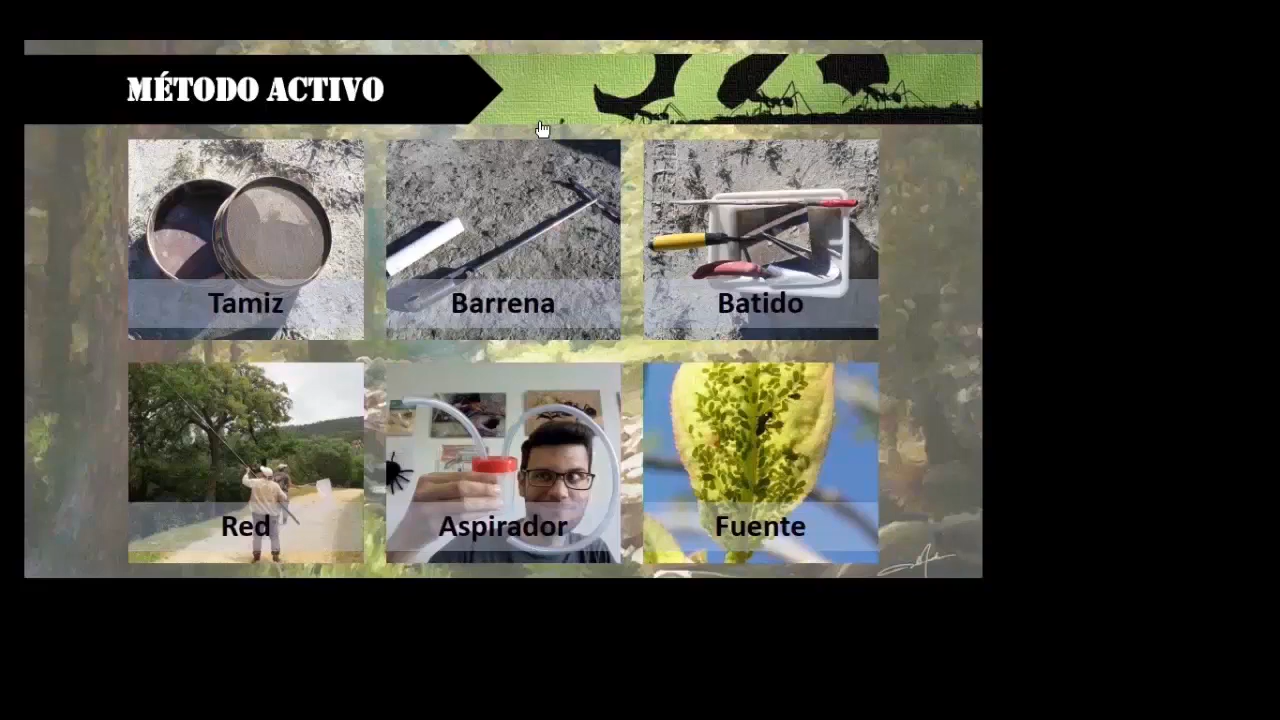 MÉTODO ACTIVO
Tamiz
Barrena
Batido
Red
Aspirador
Fuente